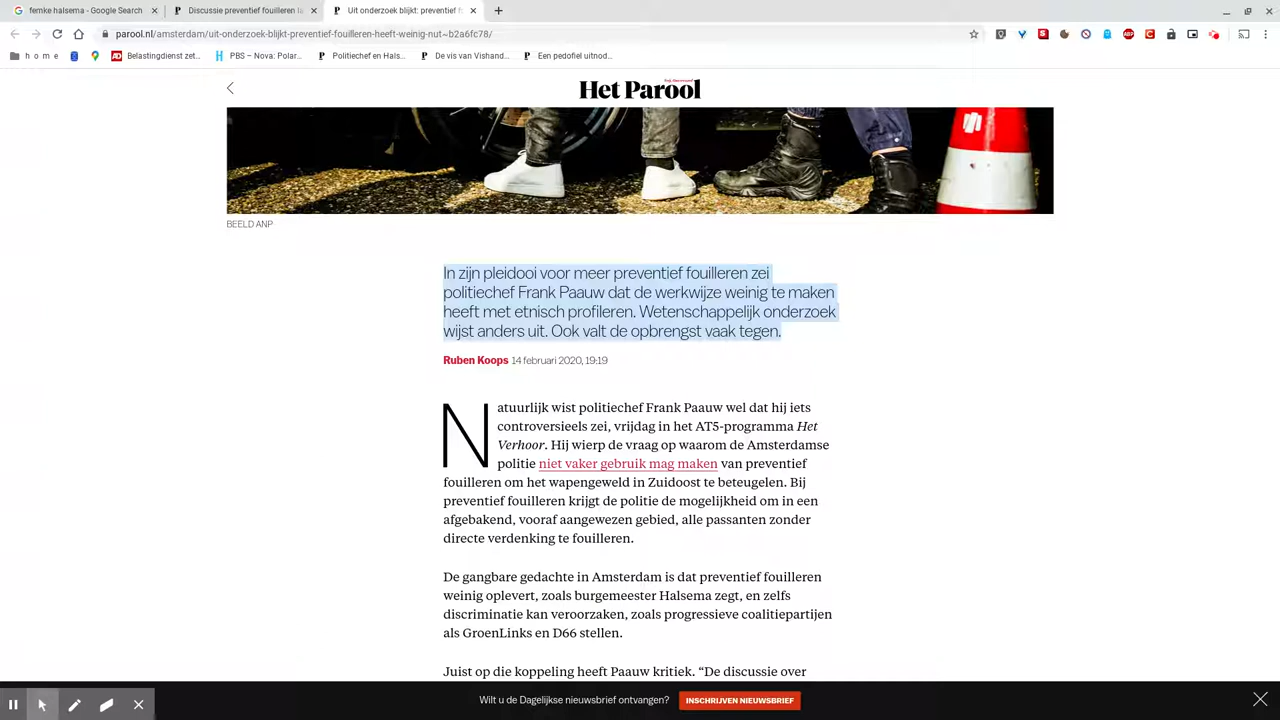 femke halsema - Google Search
Discussie preventief fouilleren la
Uit onderzoek blijkt: preventief f
parool.nl/amsterdam/uit-onderzoek-blijkt-preventief-fouilleren-heeft-weinig-nut~b2a6fc78/
h o m e
Belastingdienst zet...
PBS – Nova: Polar...
Politiechef en Hals...
De vis van Vishand...
Een pedofiel uitnod...
Het Parool
BEELD ANP
In zijn pleidooi voor meer preventief fouilleren zei
politiechef Frank Paauw dat de werkwijze weinig te maken
heeft met etnisch profileren. Wetenschappelijk onderzoek
wijst anders uit. Ook valt de opbrengst vaak tegen.
Ruben Koops 14 februari 2020, 19:19
Natuurlijk wist politiechef Frank Paauw wel dat hij iets
controversieels zei, vrijdag in het AT5-programma Het
Verhoor. Hij wierp de vraag op waarom de Amsterdamse
politie niet vaker gebruik mag maken van preventief
fouilleren om het wapengeweld in Zuidoost te beteugelen. Bij
preventief fouilleren krijgt de politie de mogelijkheid om in een
afgebakend, vooraf aangewezen gebied, alle passanten zonder
directe verdenking te fouilleren.
De gangbare gedachte in Amsterdam is dat preventief fouilleren
weinig oplevert, zoals burgemeester Halsema zegt, en zelfs
discriminatie kan veroorzaken, zoals progressieve coalitiepartijen
als GroenLinks en D66 stellen.
Juist op die koppeling heeft Paauw kritiek. “De discussie over
Wilt u de Dagelijkse nieuwsbrief ontvangen?
INSCHRIJVEN NIEUWSBRIEF